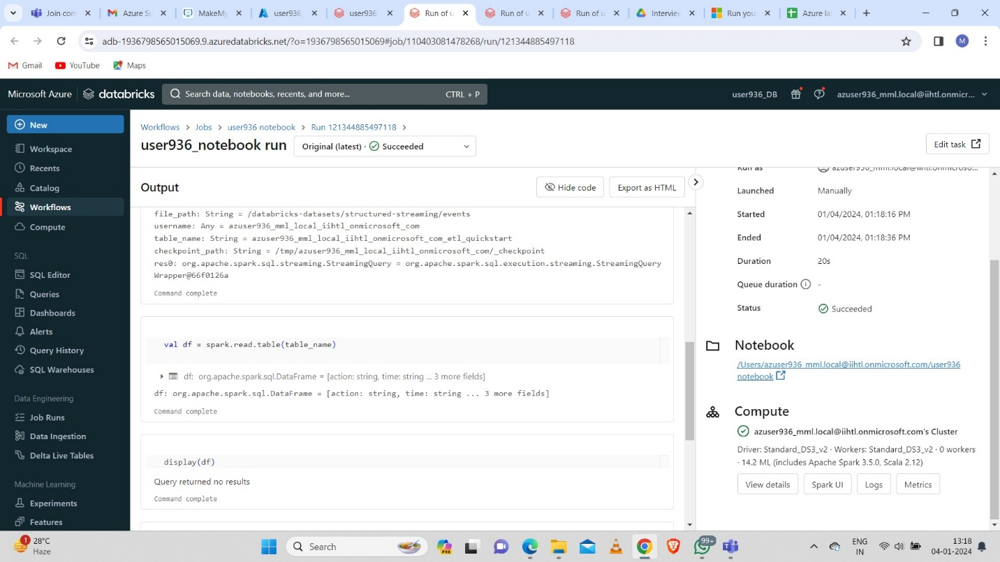 Join con
Azure Su
MakeMy
user936_
user936
Run of u
Run of u
Run of u
Interview
Run you
Azure la
adb-1936798565015069.9.azuredatabricks.net/?o=1936798565015069#job/110403081478268/run/121344885497118
M
Gmail
YouTube
Maps
Microsoft Azure
databricks
Search data, notebooks, recents, and more...
CTRL + P
user936_DB
azuser936_mml.local@iihtl.onmicr...
New
Workspace
Recents
Catalog
Workflows
Compute
SQL
SQL Editor
Queries
Dashboards
Alerts
Query History
SQL Warehouses
Data Engineering
Job Runs
Data Ingestion
Delta Live Tables
Machine Learning
Experiments
Features
Workflows > Jobs > user936 notebook > Run 121344885497118 >
user936_notebook run
Original (latest) · Succeeded
Edit task
Output
Hide code
Export as HTML
file_path: String = /databricks-datasets/structured-streaming/events
username: Any = azuser936_mml_local_iihtl_onmicrosoft_com
table_name: String = azuser936_mml_local_iihtl_onmicrosoft_com_etl_quickstart
checkpoint_path: String = /tmp/azuser936_mml_local_iihtl_onmicrosoft_com/_checkpoint
res0: org.apache.spark.sql.streaming.StreamingQuery = org.apache.spark.sql.execution.streaming.StreamingQuery
Wrapper@66f0126a
Command complete
val df = spark.read.table(table_name)
df: org.apache.spark.sql.DataFrame = [action: string, time: string ... 3 more fields]
df: org.apache.spark.sql.DataFrame = [action: string, time: string ... 3 more fields]
Command complete
display(df)
Query returned no results
Command complete
Run as azuser936_mml.local@iihtl.onmicroso...
Launched Manually
Started 01/04/2024, 01:18:16 PM
Ended 01/04/2024, 01:18:36 PM
Duration 20s
Queue duration -
Status Succeeded
Notebook
/Users/azuser936_mml.local@iihtl.onmicrosoft.com/user936
notebook
Compute
azuser936_mml.local@iihtl.onmicrosoft.com's Cluster
Driver: Standard_DS3_v2 · Workers: Standard_DS3_v2 · 0 workers
· 14.2 ML (includes Apache Spark 3.5.0, Scala 2.12)
View details
Spark UI
Logs
Metrics
1
28°C
Haze
Search
PRE
99+
ENG
IN
13:18
04-01-2024